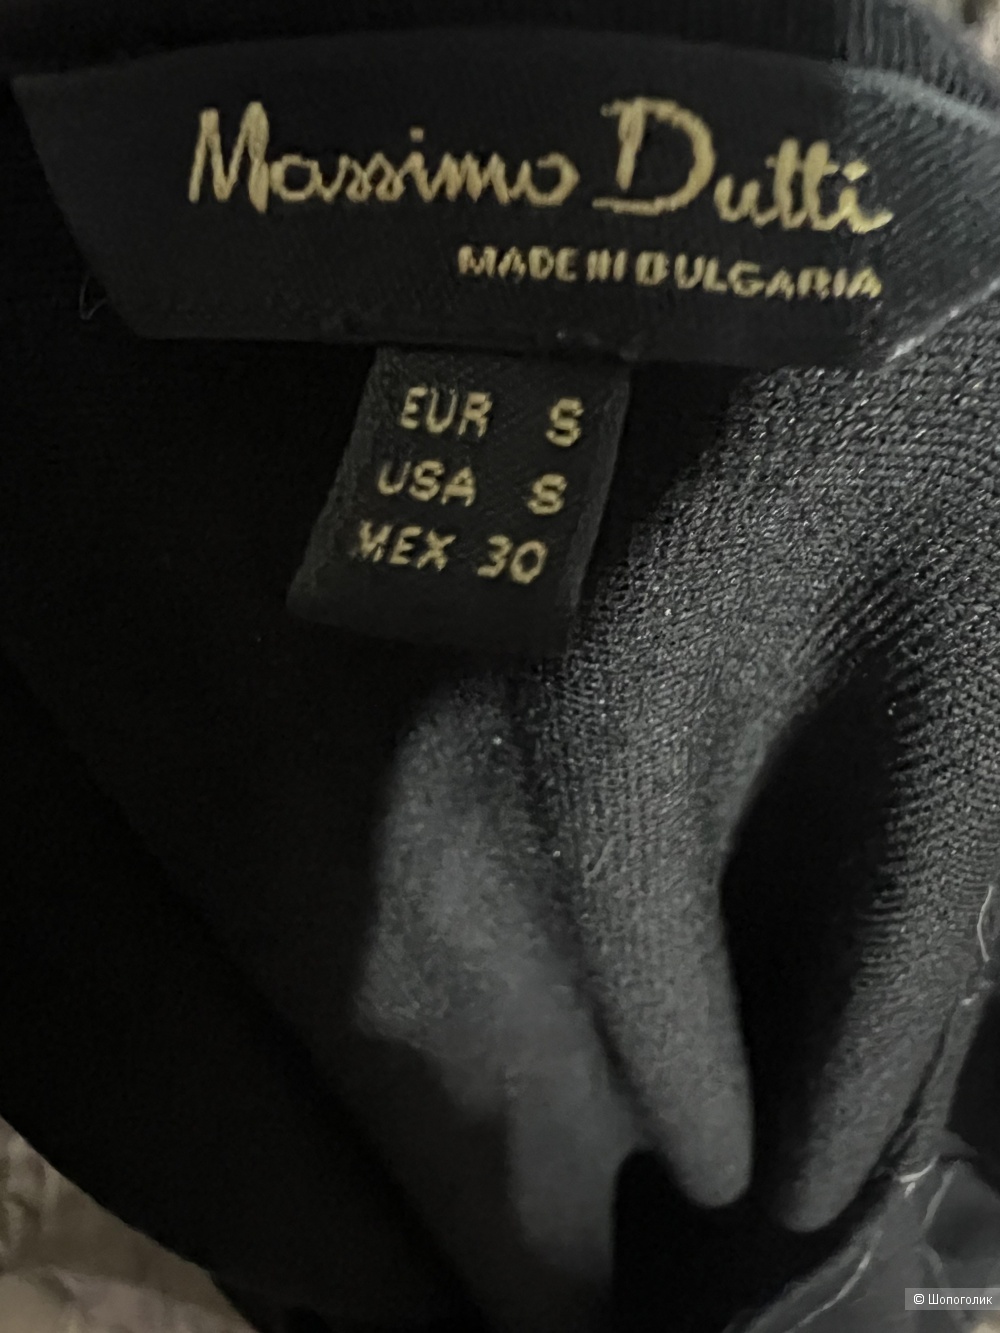 Massimo Dutti
MADE IN BULGARIA
EUR S
USA S
MEX 30
© Шопоголик